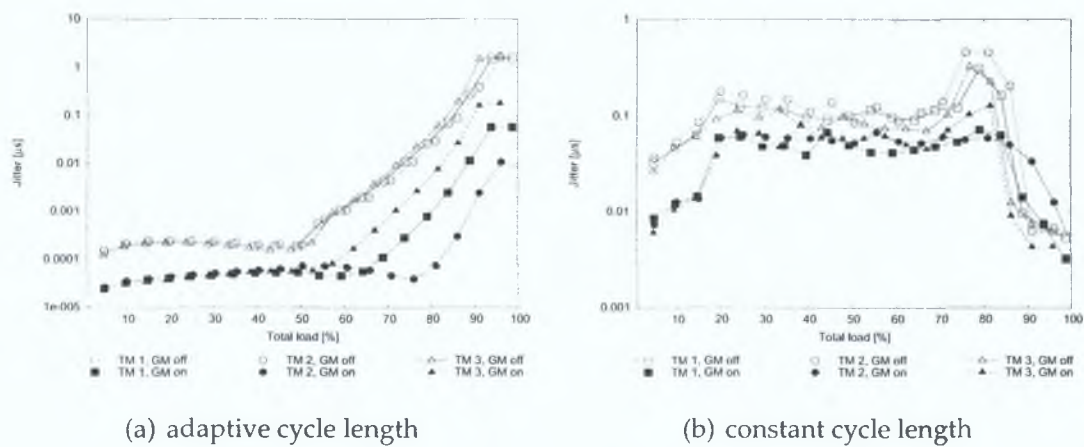 10
1
0.1
0.01
0.001
0.0001
1e-005
Jitter [µs]
10 20 30 40 50 60 70 80 90 100
Total load [%]
TM 1, GM off TM 2, GM off TM 3, GM off
TM 1, GM on TM 2, GM on TM 3, GM on
(a) adaptive cycle length
1
0.1
0.01
0.001
Jitter [µs]
10 20 30 40 50 60 70 80 90 100
Total load [%]
TM 1, GM off TM 2, GM off TM 3, GM off
TM 1, GM on TM 2, GM on TM 3, GM on
(b) constant cycle length